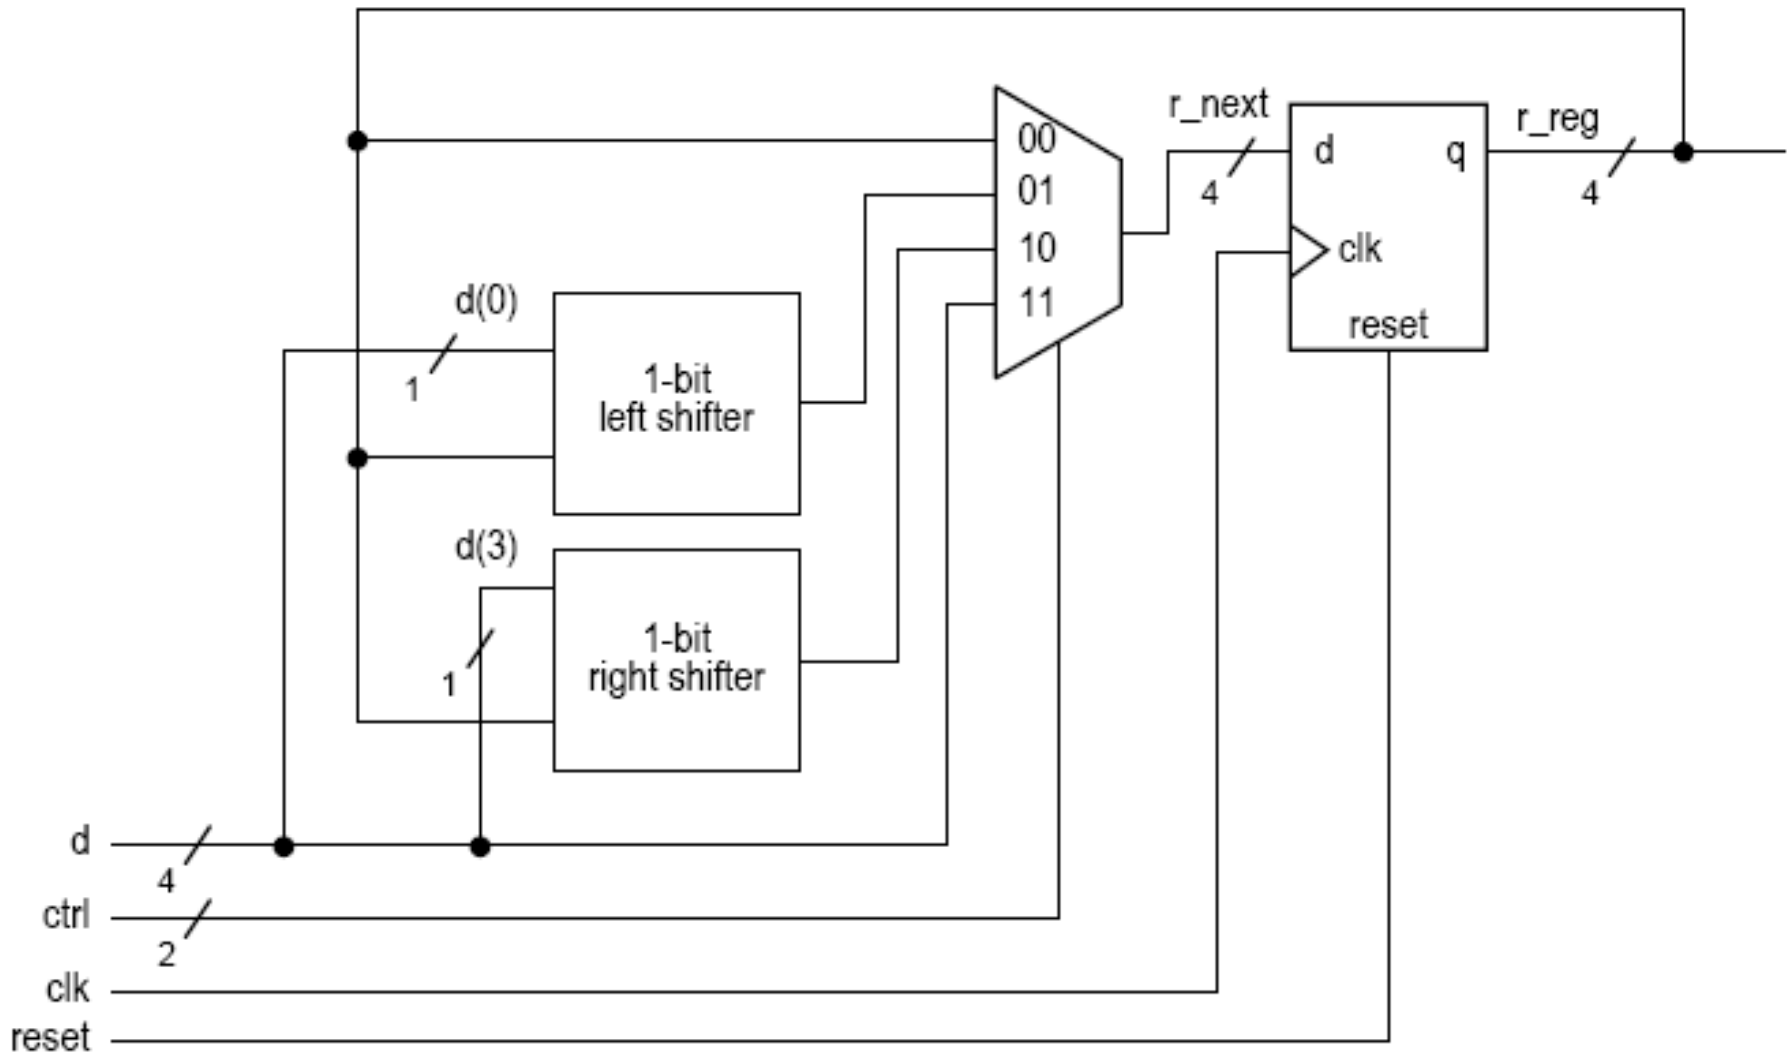 r_next
r_reg
00
01
10
11
d
q
4
4
clk
reset
d(0)
1
1-bit
left shifter
d(3)
1
1-bit
right shifter
d
4
ctrl
2
clk
reset